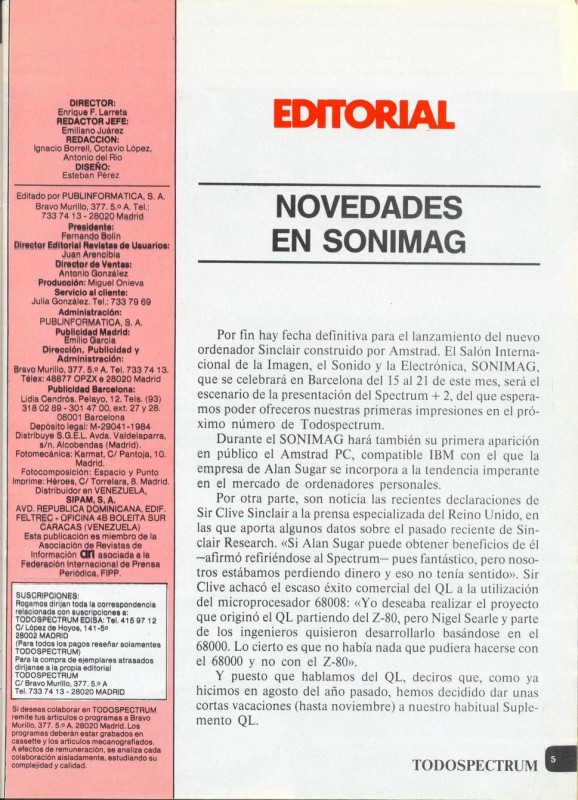 DIRECTOR:
Enrique F. Larreta
REDACTOR JEFE:
Emiliano Juárez
REDACCION:
Ignacio Borrell, Octavio López,
Antonio del Rio
DISEÑO:
Esteban Pérez
Editado por PUBLINFORMATICA, S. A.
Bravo Murillo, 377. 5.º A. Tel.:
733 74 13 - 28020 Madrid
Presidente:
Fernando Bolin
Director Editorial Revistas de Usuarios:
Juan Arencibia
Director de Ventas:
Antonio González
Producción: Miguel Onieva
Servicio al cliente:
Julia González. Tel.: 733 79 69
Administración:
PUBLINFORMATICA, S. A.
Publicidad Madrid:
Emilio García
Dirección, Publicidad y
Administración:
Bravo Murillo, 377. 5.º A. Tel. 733 74 13.
Télex: 48877 OPZX e 28020 Madrid
Publicidad Barcelona:
Lidia Cendrós. Pelayo, 12. Tels. (93)
318 02 89 - 301 47 00. ext. 27 y 28.
08001 Barcelona
Depósito legal: M-29041-1984
Distribuye S.G.E.L. Avda. Valdelaparra,
s/n. Alcobendas (Madrid).
Fotomecánica: Karmat, C/ Pantoja, 10.
Madrid.
Fotocomposición: Espacio y Punto
Imprime: Héroes, C/ Torrelara, 8. Madrid.
Distribuidor en VENEZUELA,
SIPAM, S. A.
AVD. REPUBLICA DOMINICANA, EDIF.
FELTREC - OFICINA 4B BOLEITA SUR
CARACAS (VENEZUELA)
Esta publicación es miembro de la
Asociación de Revistas de
Información ari asociada a la
Federación Internacional de Prensa
Periódica, FIPP.
SUSCRIPCIONES:
Rogamos dirijan toda la correspondencia
relacionada con suscripciones a:
TODOSPECTRUM EDISA: Tel. 415 97 12
C/ López de Hoyos, 141-5º
28002 MADRID
(Para todos los pagos reseñar solamentes
TODOSPECTRUM)
Para la compra de ejemplares atrasados
dirijanse a la propia editorial
TODOSPECTRUM
C/ Bravo Murillo, 377. 5.º A
Tel. 733 74 13 - 28020 MADRID
Si deseas colaborar en TODOSPECTRUM
remite tus artículos o programas a Bravo
Murillo, 377. 5.º A. 28020 Madrid. Los
programas deberán estar grabados en
cassette y los artículos mecanografiados.
A efectos de remuneración, se analiza cada
colaboración aisladamente, estudiando su
complejidad y calidad.
EDITORIAL
NOVEDADES
EN SONIMAG
Por fin hay fecha definitiva para el lanzamiento del nuevo
ordenador Sinclair construido por Amstrad. El Salón Interna-
cional de la Imagen, el Sonido y la Electrónica, SONIMAG,
que se celebrará en Barcelona del 15 al 21 de este mes, será el
escenario de la presentación del Spectrum + 2, del que espera-
mos poder ofreceros nuestras primeras impresiones en el pró-
ximo número de Todospectrum.
Durante el SONIMAG hará también su primera aparición
en público el Amstrad PC, compatible IBM con el que la
empresa de Alan Sugar se incorpora a la tendencia imperante
en el mercado de ordenadores personales.
Por otra parte, son noticia las recientes declaraciones de
Sir Clive Sinclair a la prensa especializada del Reino Unido, en
las que aporta algunos datos sobre el pasado reciente de Sin-
clair Research. «Si Alan Sugar puede obtener beneficios de él
—afirmó refiriéndose al Spectrum— pues fantástico, pero noso-
tros estábamos perdiendo dinero y eso no tenía sentido». Sir
Clive achacó el escaso éxito comercial del QL a la utilización
del microprocesador 68008: «Yo deseaba realizar el proyecto
que originó el QL partiendo del Z-80, pero Nigel Searle y parte
de los ingenieros quisieron desarrollarlo basándose en el
68000. Lo cierto es que no había nada que pudiera hacerse con
el 68000 y no con el Z-80».
Y puesto que hablamos del QL, deciros que, como ya
hicimos en agosto del año pasado, hemos decidido dar unas
cortas vacaciones (hasta noviembre) a nuestro habitual Suple-
mento QL.
TODOSPECTRUM 5